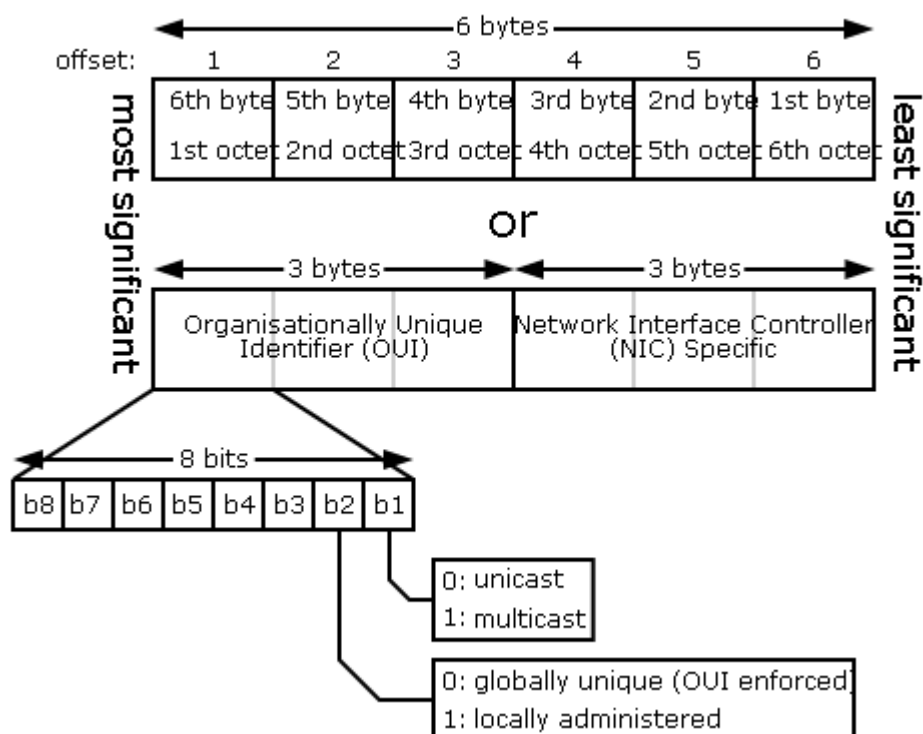 6 bytes
offset: 1 2 3 4 5 6
6th byte 5th byte 4th byte 3rd byte 2nd byte 1st byte
1st octet 2nd octet 3rd octet 4th octet 5th octet 6th octet
most significant
least significant
or
3 bytes 3 bytes
Organisationally Unique
Identifier (OUI)
Network Interface Controller
(NIC) Specific
8 bits
b8 b7 b6 b5 b4 b3 b2 b1
0: unicast
1: multicast
0: globally unique (OUI enforced)
1: locally administered